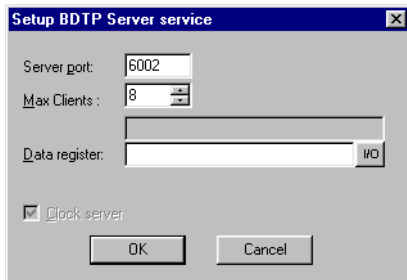 Setup BDTP Server service
Server port: 6002
Max Clients : 8
Data register: I/O
Clock server
OK Cancel